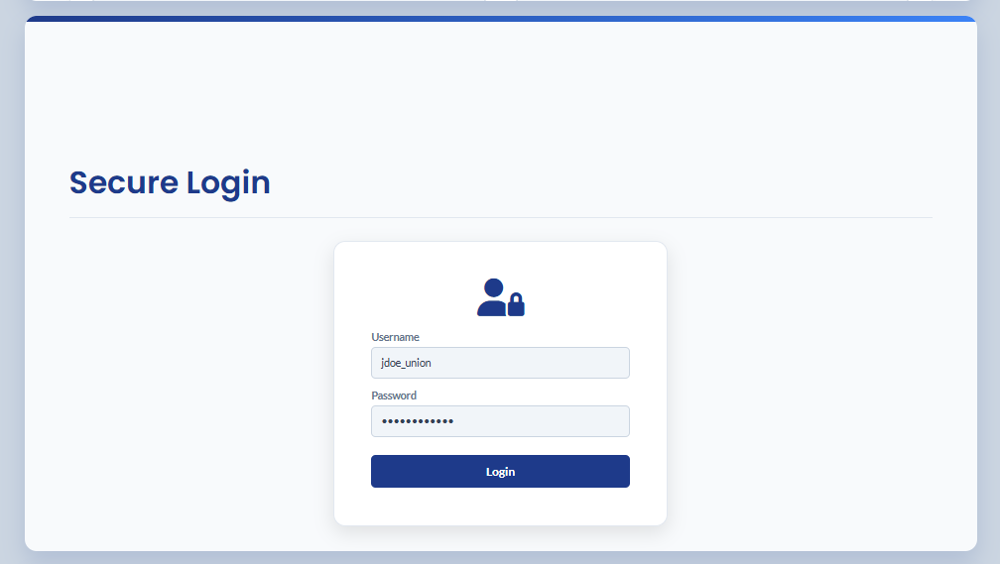 Secure Login
Username
jdoe_union
Password
••••••••••••
Login